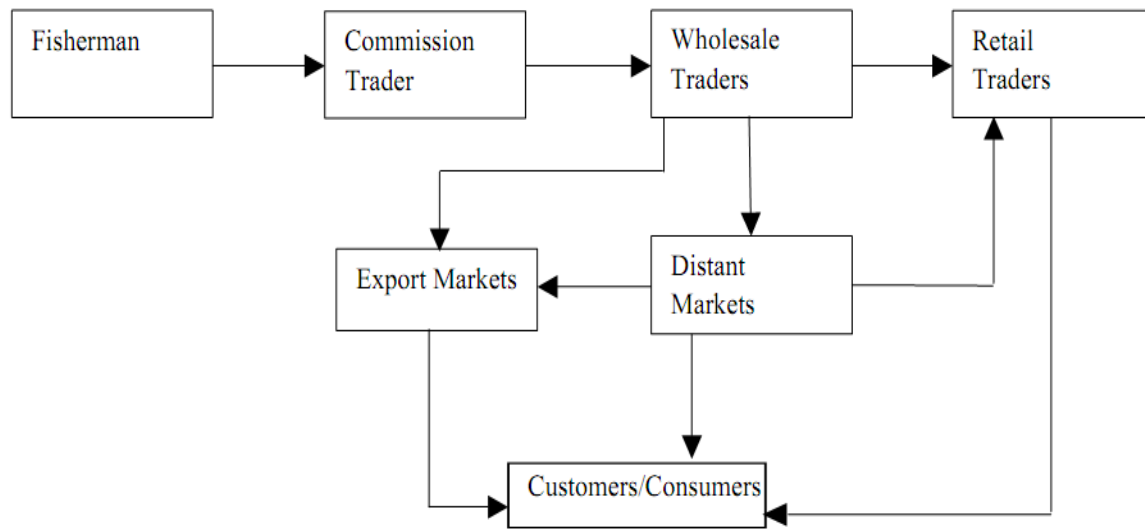 Fisherman
Commission
Trader
Wholesale
Traders
Retail
Traders
Export Markets
Distant
Markets
Customers/Consumers